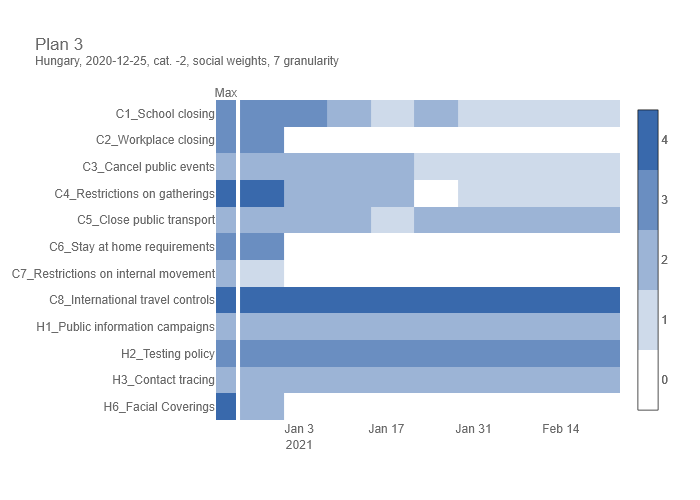 Plan 3
Hungary, 2020-12-25, cat. -2, social weights, 7 granularity
Max
C1_School closing
C2_Workplace closing
C3_Cancel public events
C4_Restrictions on gatherings
C5_Close public transport
C6_Stay at home requirements
C7_Restrictions on internal movement
C8_International travel controls
H1_Public information campaigns
H2_Testing policy
H3_Contact tracing
H6_Facial Coverings
Jan 3 Jan 17 Jan 31 Feb 14
2021
4
3
2
1
0